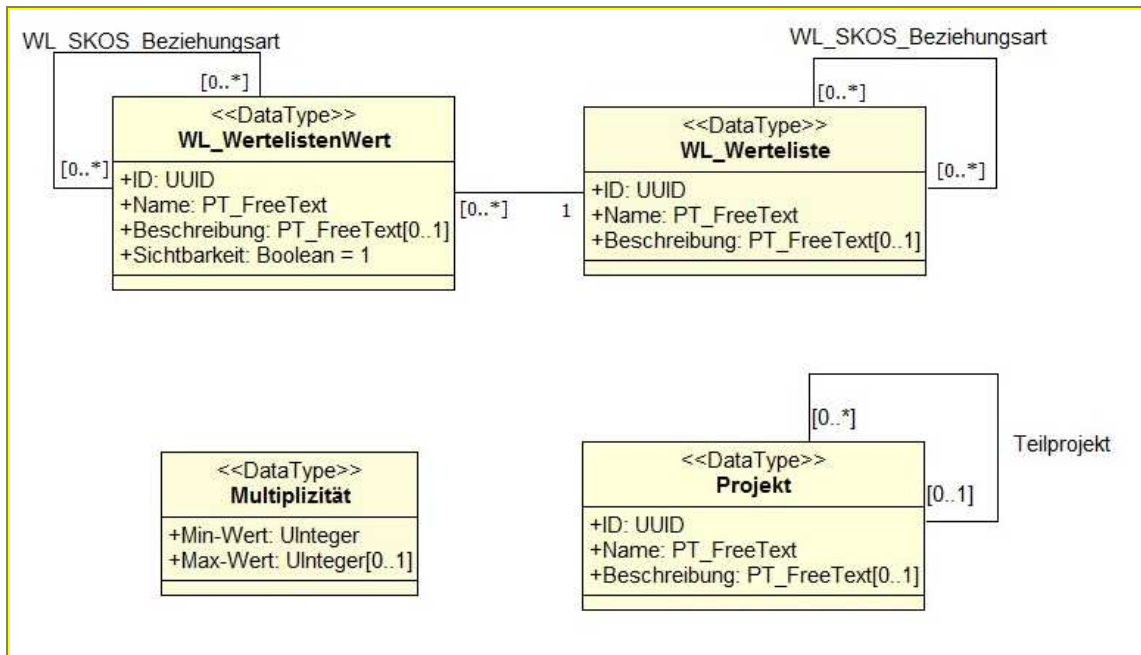 WL_SKOS_Beziehungsart
[0..*]
[0..*]
<<DataType>>
WL_WertelistenWert
+ID: UUID
+Name: PT_FreeText
+Beschreibung: PT_FreeText[0..1]
+Sichtbarkeit: Boolean = 1
[0..*]
1
WL_SKOS_Beziehungsart
[0..*]
<<DataType>>
WL_Werteliste
[0..*]
+ID: UUID
+Name: PT_FreeText
+Beschreibung: PT_FreeText[0..1]
<<DataType>>
Multiplizität
+Min-Wert: UInteger
+Max-Wert: UInteger[0..1]
[0..*]
Teilprojekt
<<DataType>>
Projekt
[0..1]
+ID: UUID
+Name: PT_FreeText
+Beschreibung: PT_FreeText[0..1]